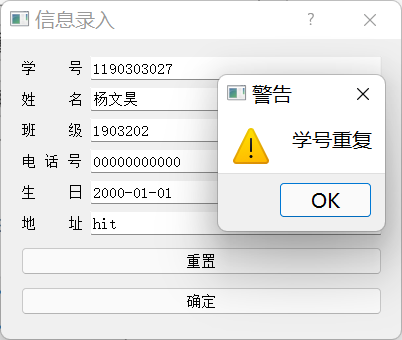 信息录入
学 号 1190303027
警告
姓 名 杨文昊
学号重复
班 级 1903202
电 话 号 00000000000
生 日 2000-01-01
OK
地 址 hit
重置
确定